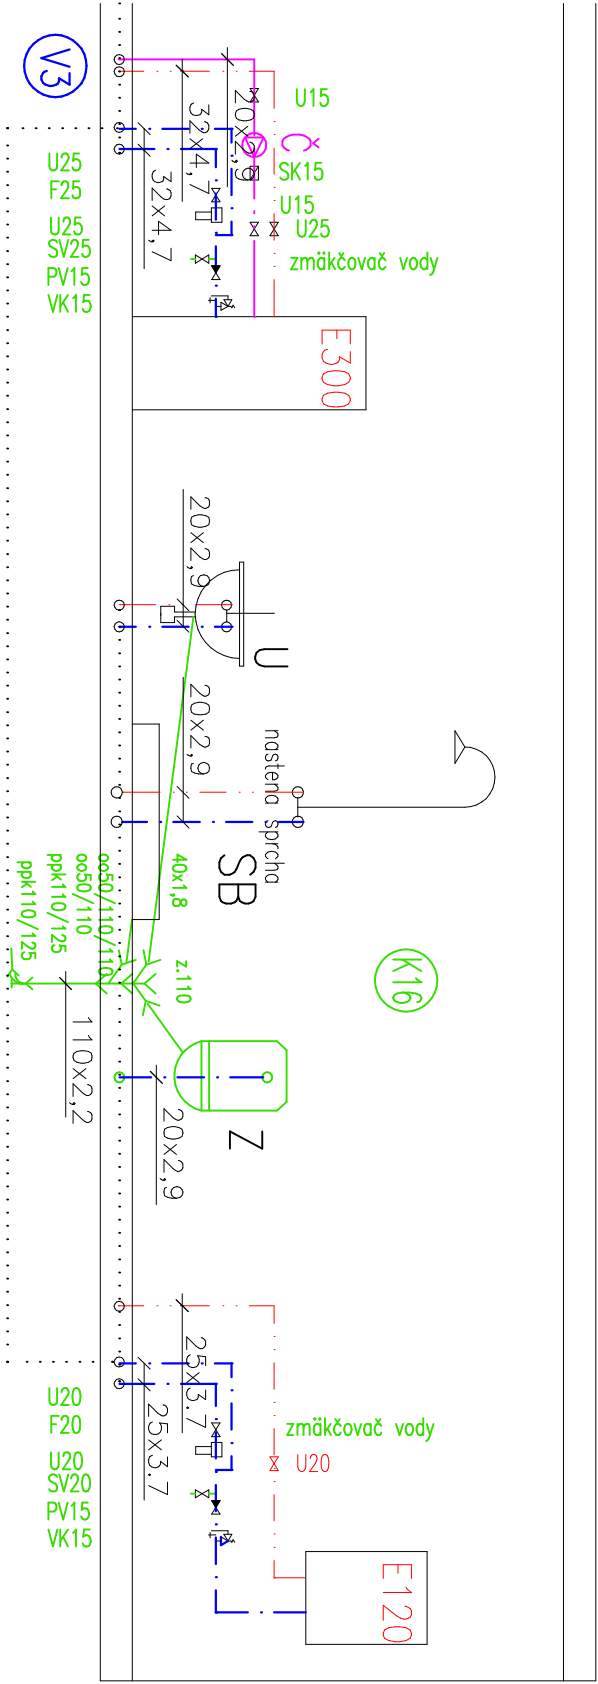 V3
U15
20x2,9
Č
32x4,7
SK15
32x4,7
U25
F25
U25
SV25
PV15
VK15
U15
U25
zmäkčovač vody
E300
20x2,9
U
20x2,9
nastena sprcha
SB
40x1,8
oo50/110/110
oo50/110
ppk110/125
ppk110/125
z.110
K16
110x2,2
20x2,9
Z
25x3.7
25x3.7
U20
F20
U20
SV20
PV15
VK15
zmäkčovač vody
U20
E120